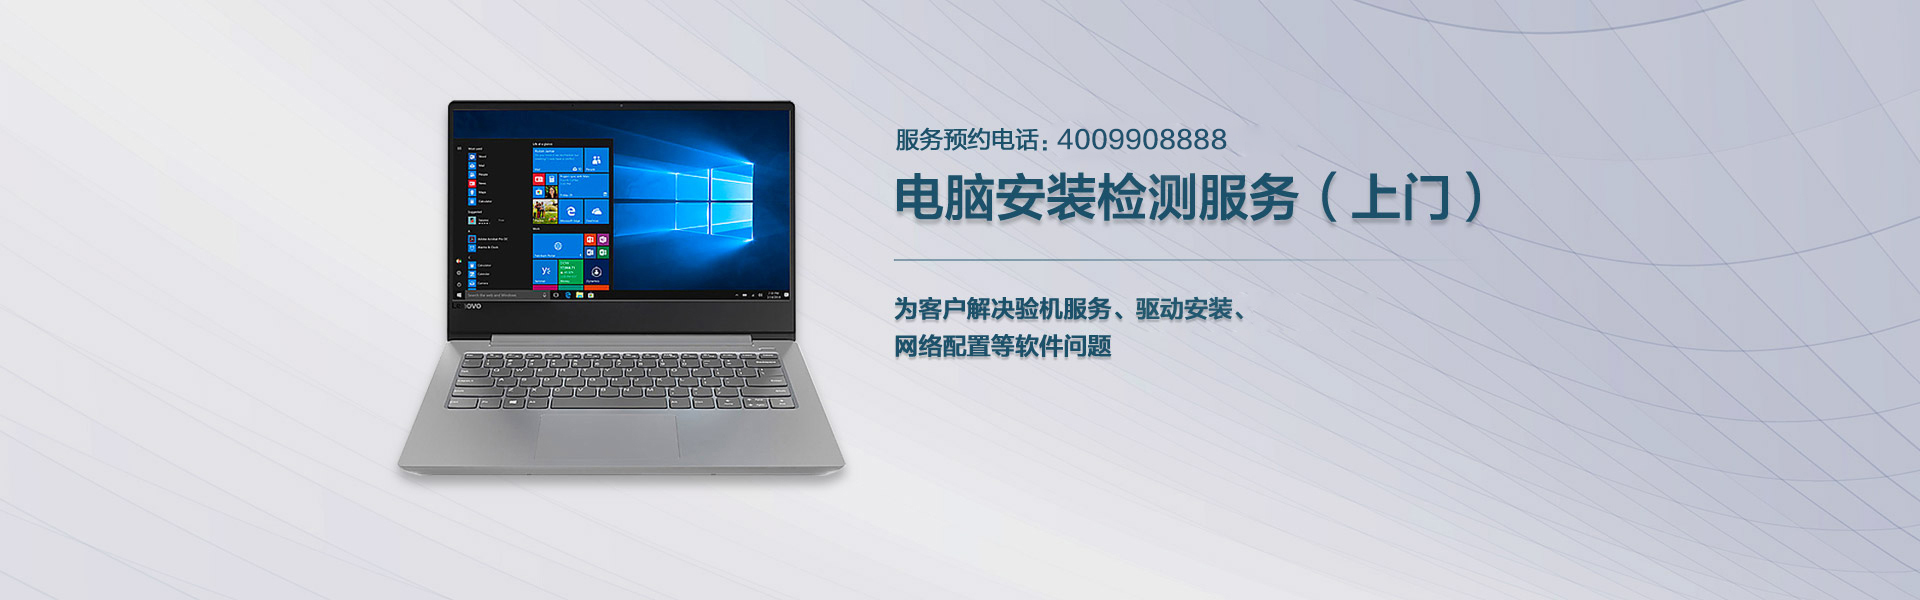 服务预约电话: 4009908888
电脑安装检测服务（上门）
为客户解决验机服务、驱动安装、
网络配置等软件问题